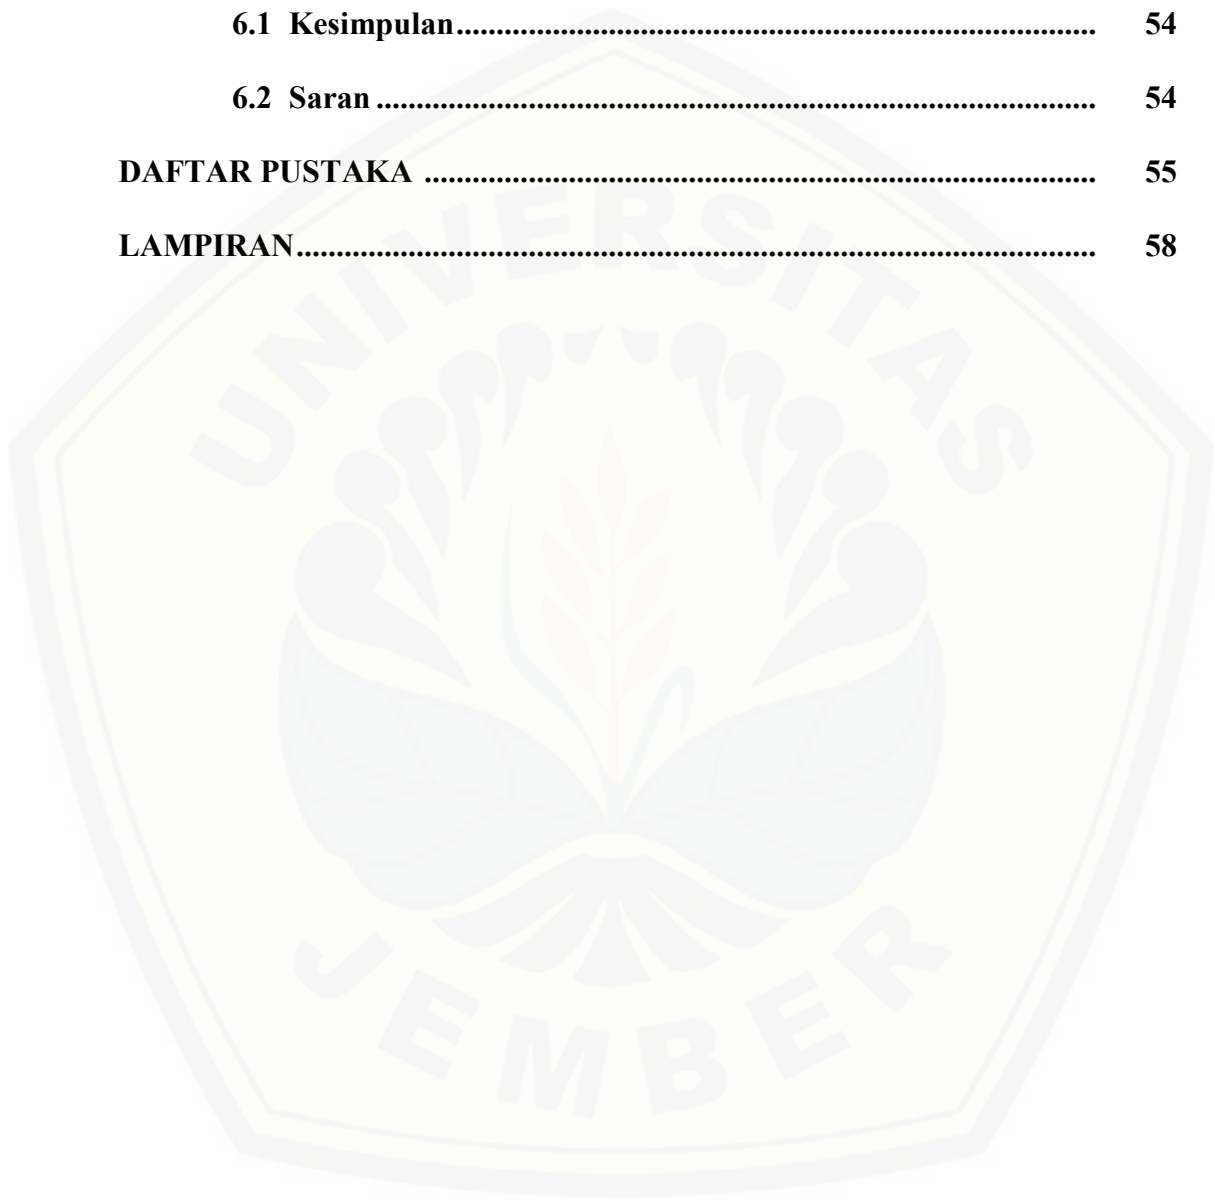 6.1 Kesimpulan................................................................................ 54
6.2 Saran .......................................................................................... 54
DAFTAR PUSTAKA .................................................................................... 55
LAMPIRAN.................................................................................................... 58
UNIVERSITAS
JEMBER